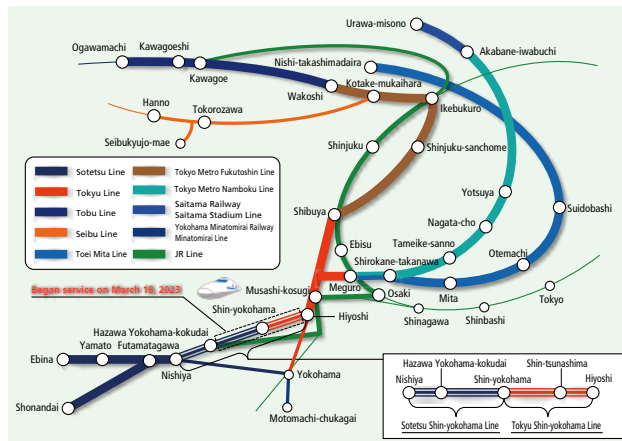 Urawa-misono
Akabane-iwabuchi
Ogawamachi
Kawagoeshi
Kawagoe
Nishi-takashimadaira
Kotake-mukaihara
Wakoshi
Ikebukuro
Hanno
Tokorozawa
Seibukyujo-mae
Shinjuku
Shinjuku-sanchome
Sotetsu Line
Tokyu Line
Tobu Line
Seibu Line
Toei Mita Line
Tokyo Metro Fukutoshin Line
Tokyo Metro Namboku Line
Saitama Railway
Saitama Stadium Line
Yokohama Minatomirai Railway
Minatomirai Line
JR Line
Yotsuya
Suidobashi
Shibuya
Nagata-cho
Ebisu
Tameike-sanno
Shirokane-takanawa
Otemachi
Meguro
Mita
Tokyo
Osaki
Shinagawa
Shinbashi
Began service on March 18, 2023
Musashi-kosugi
Shin-yokohama
Hiyoshi
Hazawa Yokohama-kokudai
Yamato
Futamatagawa
Ebina
Nishiya
Yokohama
Shonandai
Motomachi-chukagai
Hazawa Yokohama-kokudai
Shin-tsunashima
Nishiya
Shin-yokohama
Hiyoshi
Sotetsu Shin-yokohama Line
Tokyu Shin-yokohama Line